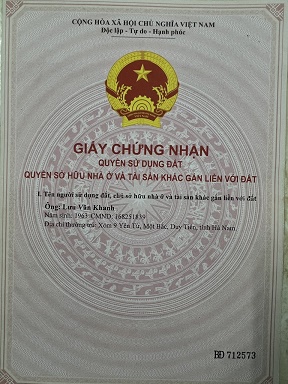 CỘNG HÒA XÃ HỘI CHỦ NGHĨA VIỆT NAM
Độc lập - Tự do - Hạnh phúc
GIẤY CHỨNG NHẬN
QUYỀN SỬ DỤNG ĐẤT
QUYỀN SỞ HỮU NHÀ Ở VÀ TÀI SẢN KHÁC GẮN LIỀN VỚI ĐẤT
I. Tên người sử dụng đất, chủ sở hữu nhà ở và tài sản khác gắn liền với đất
Ông: Lưu Văn Khanh
Năm sinh: 1963 CMND: 168251839
Địa chỉ thường trú: Xóm 9 Yên Từ, Mộc Bắc, Duy Tiên, tỉnh Hà Nam.
BĐ 712573